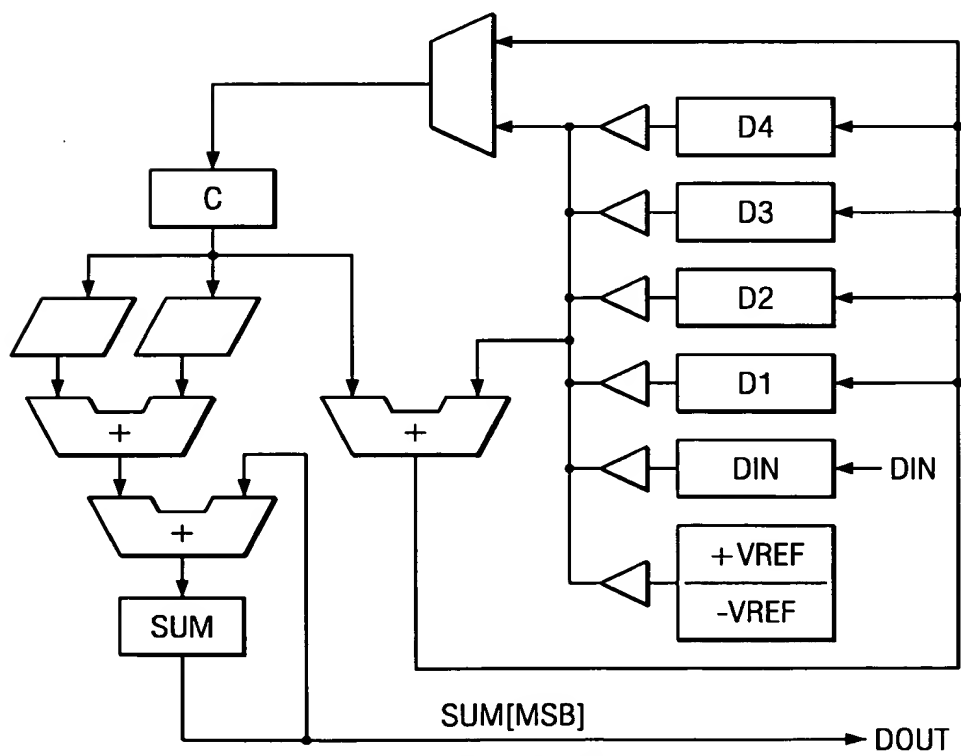 D4
C
D3
D2
D1
+
+
DIN
DIN
+
+VREF
-VREF
SUM
SUM[MSB]
DOUT